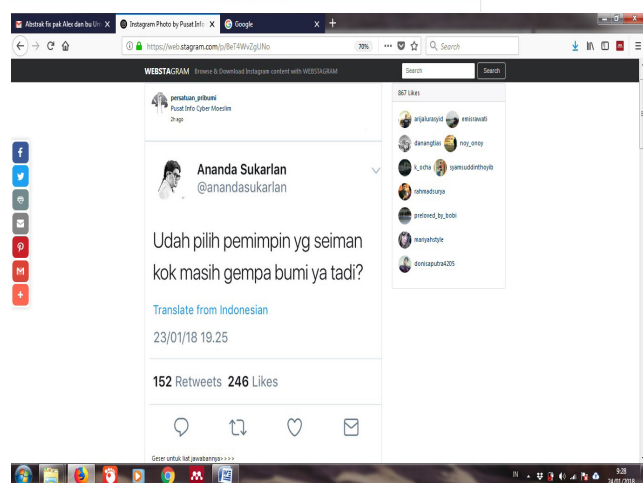 Abstrak fix pak Alex dan bu Um X
Instagram Photo by Pusat Info X
Google X +
https://web.stagram.com/p/BeT4WvZgUNo
70%
Search
WEBSTAGRAM Browse & Download Instagram content with WEBSTAGRAM
Search Search
persatuan_pribumi
Pusat Info Cyber Moeslim
2h ago
867 Likes
arijalurasyid emisrawati
danangtias noy_onoy
k_ocha syamsuddinthoyib
rahmadsurya
preloved_by_bobi
mariyahstyle
donisaputra4205
Ananda Sukarlan
@anandasukarlan
Udah pilih pemimpin yg seiman
kok masih gempa bumi ya tadi?
Translate from Indonesian
23/01/18 19.25
152 Retweets 246 Likes
Geser untuk liat jawabannya>>>>
IN
9:28
24/01/2018